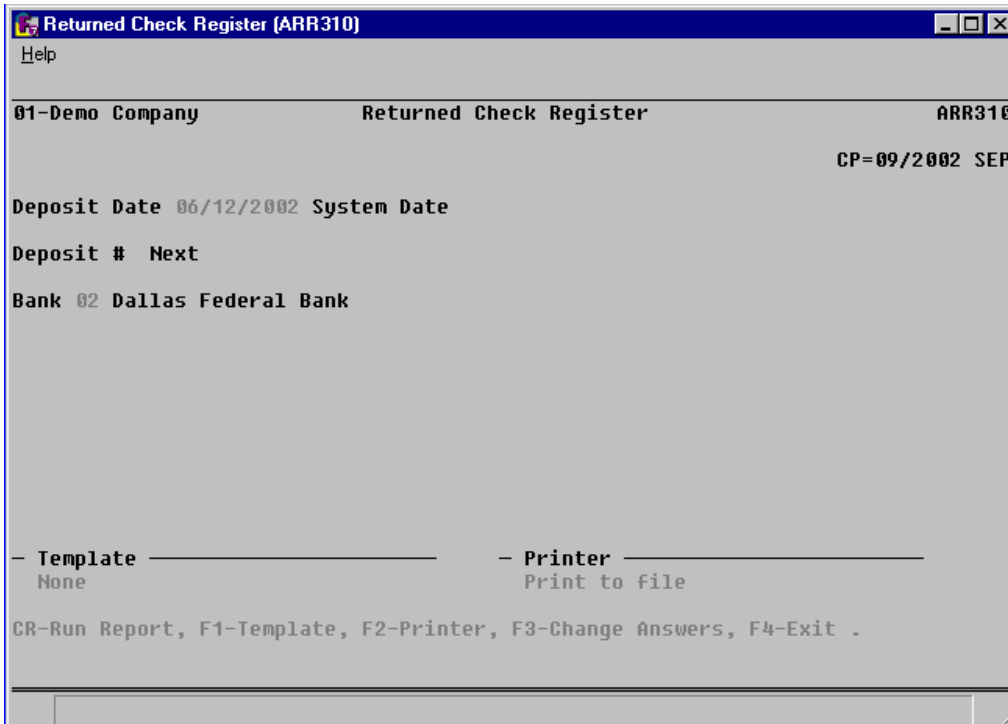 Returned Check Register (ARR310)
Help
01-Demo Company Returned Check Register ARR310
CP=09/2002 SEP
Deposit Date 06/12/2002 System Date
Deposit # Next
Bank 02 Dallas Federal Bank
Template Printer
None Print to file
CR-Run Report, F1-Template, F2-Printer, F3-Change Answers, F4-Exit .